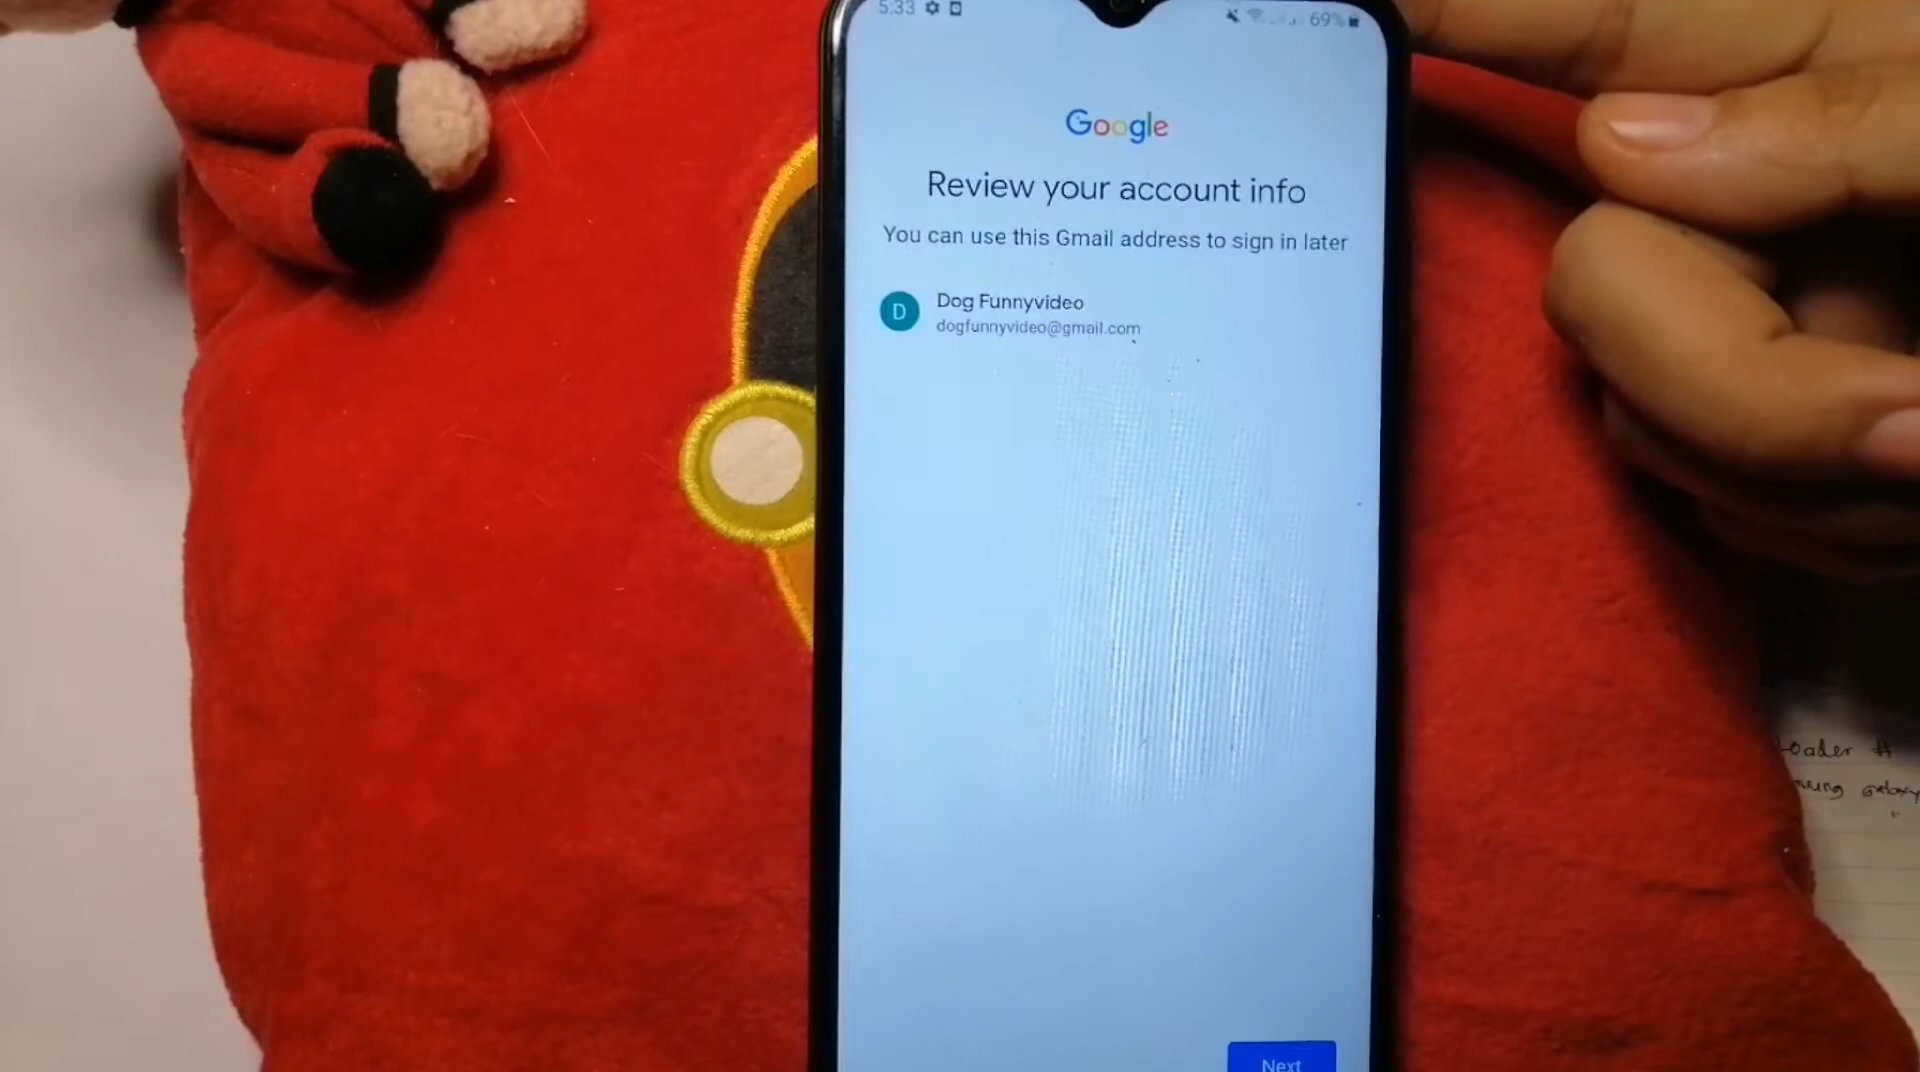 5:33
69%
Google
Review your account info
You can use this Gmail address to sign in later
D
Dog Funnyvideo
dogfunnyvideo@gmail.com
Next
#
galaxy